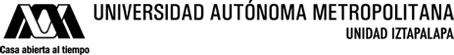 UNIVERSIDAD AUTÓNOMA METROPOLITANA
UNIDAD IZTAPALAPA
Casa abierta al tiempo